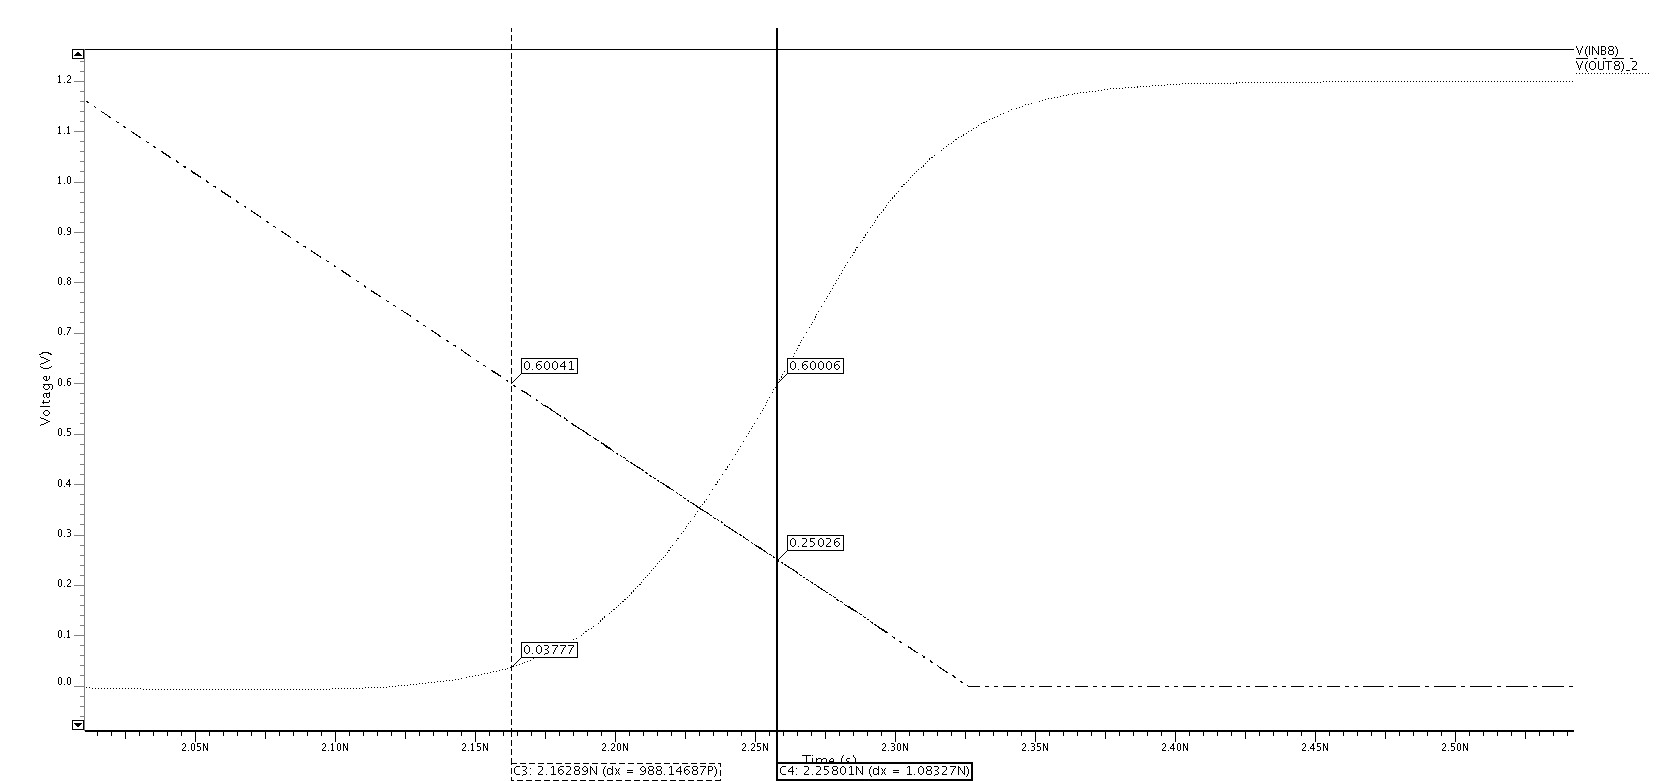 V(INB8)
V(OUT8)_2
1.2
1.1
1.0
0.9
0.8
0.7
0.6
0.5
0.4
0.3
0.2
0.1
0.0
Voltage (V)
0.60041
0.60006
0.25026
0.03777
2.05N 2.10N 2.15N 2.20N 2.25N 2.30N 2.35N 2.40N 2.45N 2.50N
Time (s)
C3: 2.16289N (dx = 988.14687P)
C4: 2.25801N (dx = 1.08327N)